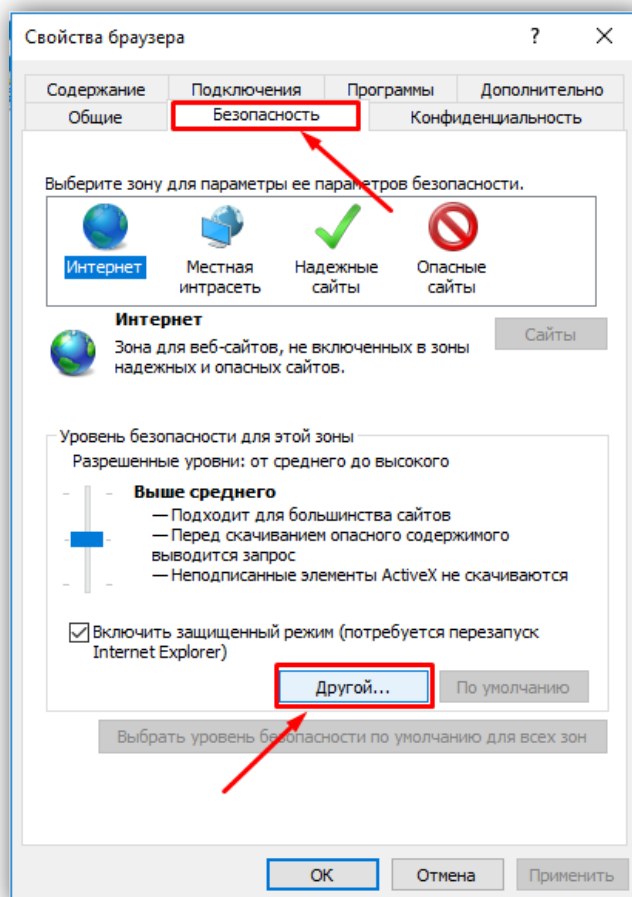 Свойства браузера
?
Содержание Подключения Программы Дополнительно
Общие Безопасность Конфиденциальность
Выберите зону для параметры ее параметров безопасности.
Интернет
Местная
интрасеть
Надежные
сайты
Опасные
сайты
Интернет
Сайты
Зона для веб-сайтов, не включенных в зоны
надежных и опасных сайтов.
Уровень безопасности для этой зоны
Разрешенные уровни: от среднего до высокого
Выше среднего
— Подходит для большинства сайтов
— Перед скачиванием опасного содержимого
выводится запрос
— Неподписанные элементы ActiveX не скачиваются
Включить защищенный режим (потребуется перезапуск
Internet Explorer)
Другой... По умолчанию
Выбрать уровень безопасности по умолчанию для всех зон
ОК Отмена Применить